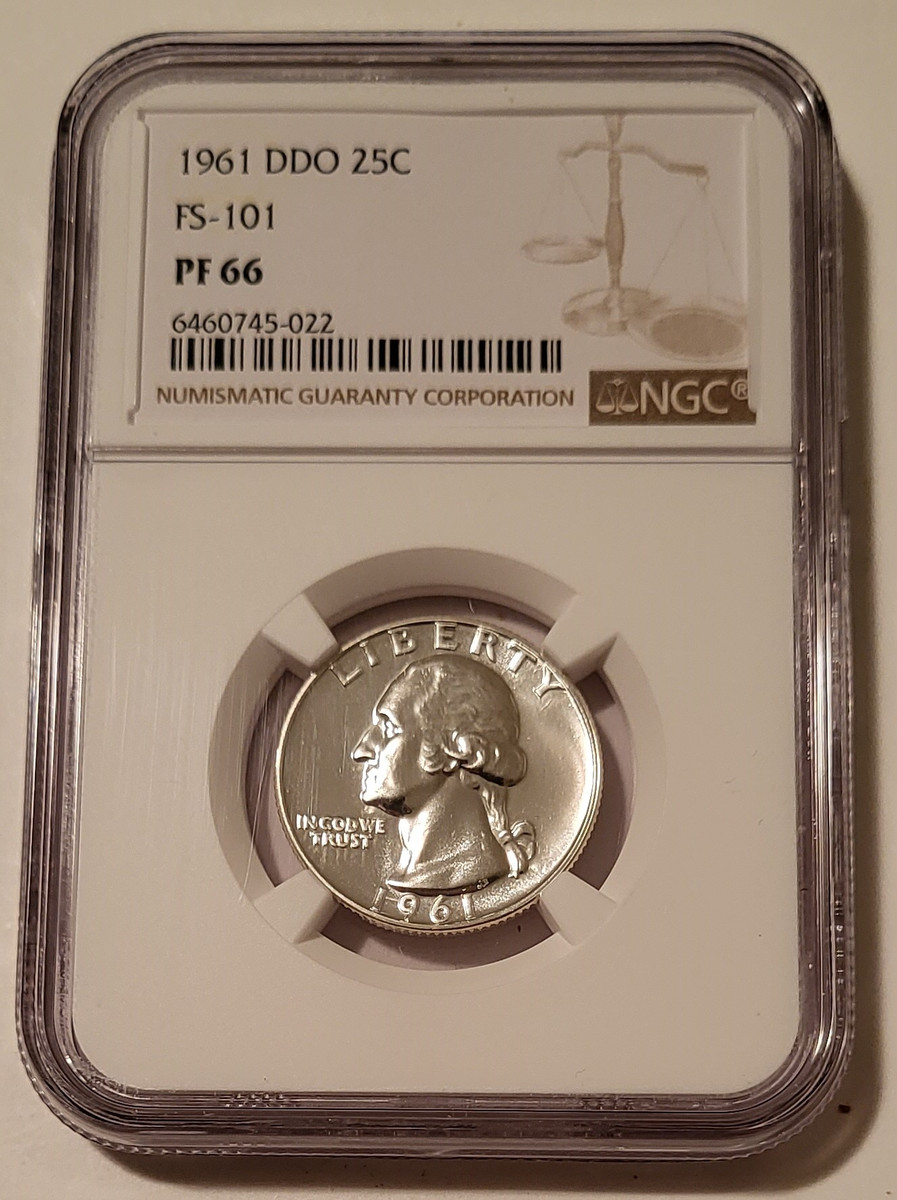 1961 DDO 25C
FS-101
PF 66
6460745-022
NUMISMATIC GUARANTY CORPORATION
NGC®
LIBERTY
IN GOD WE
TRUST
1961